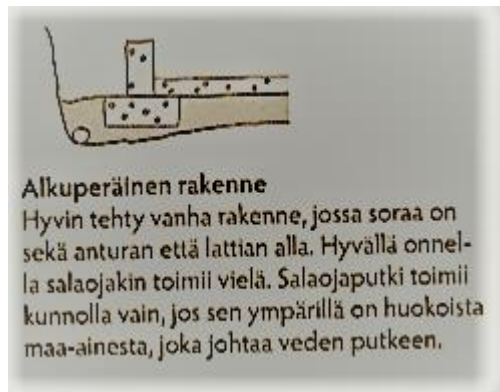 Alkuperäinen rakenne
Hyvin tehty vanha rakenne, jossa soraa on
sekä anturan että lattian alla. Hyvällä onnel-
la salaojakin toimii vielä. Salaojaputki toimii
kunnolla vain, jos sen ympärillä on huokoista
maa-ainesta, joka johtaa veden putkeen.